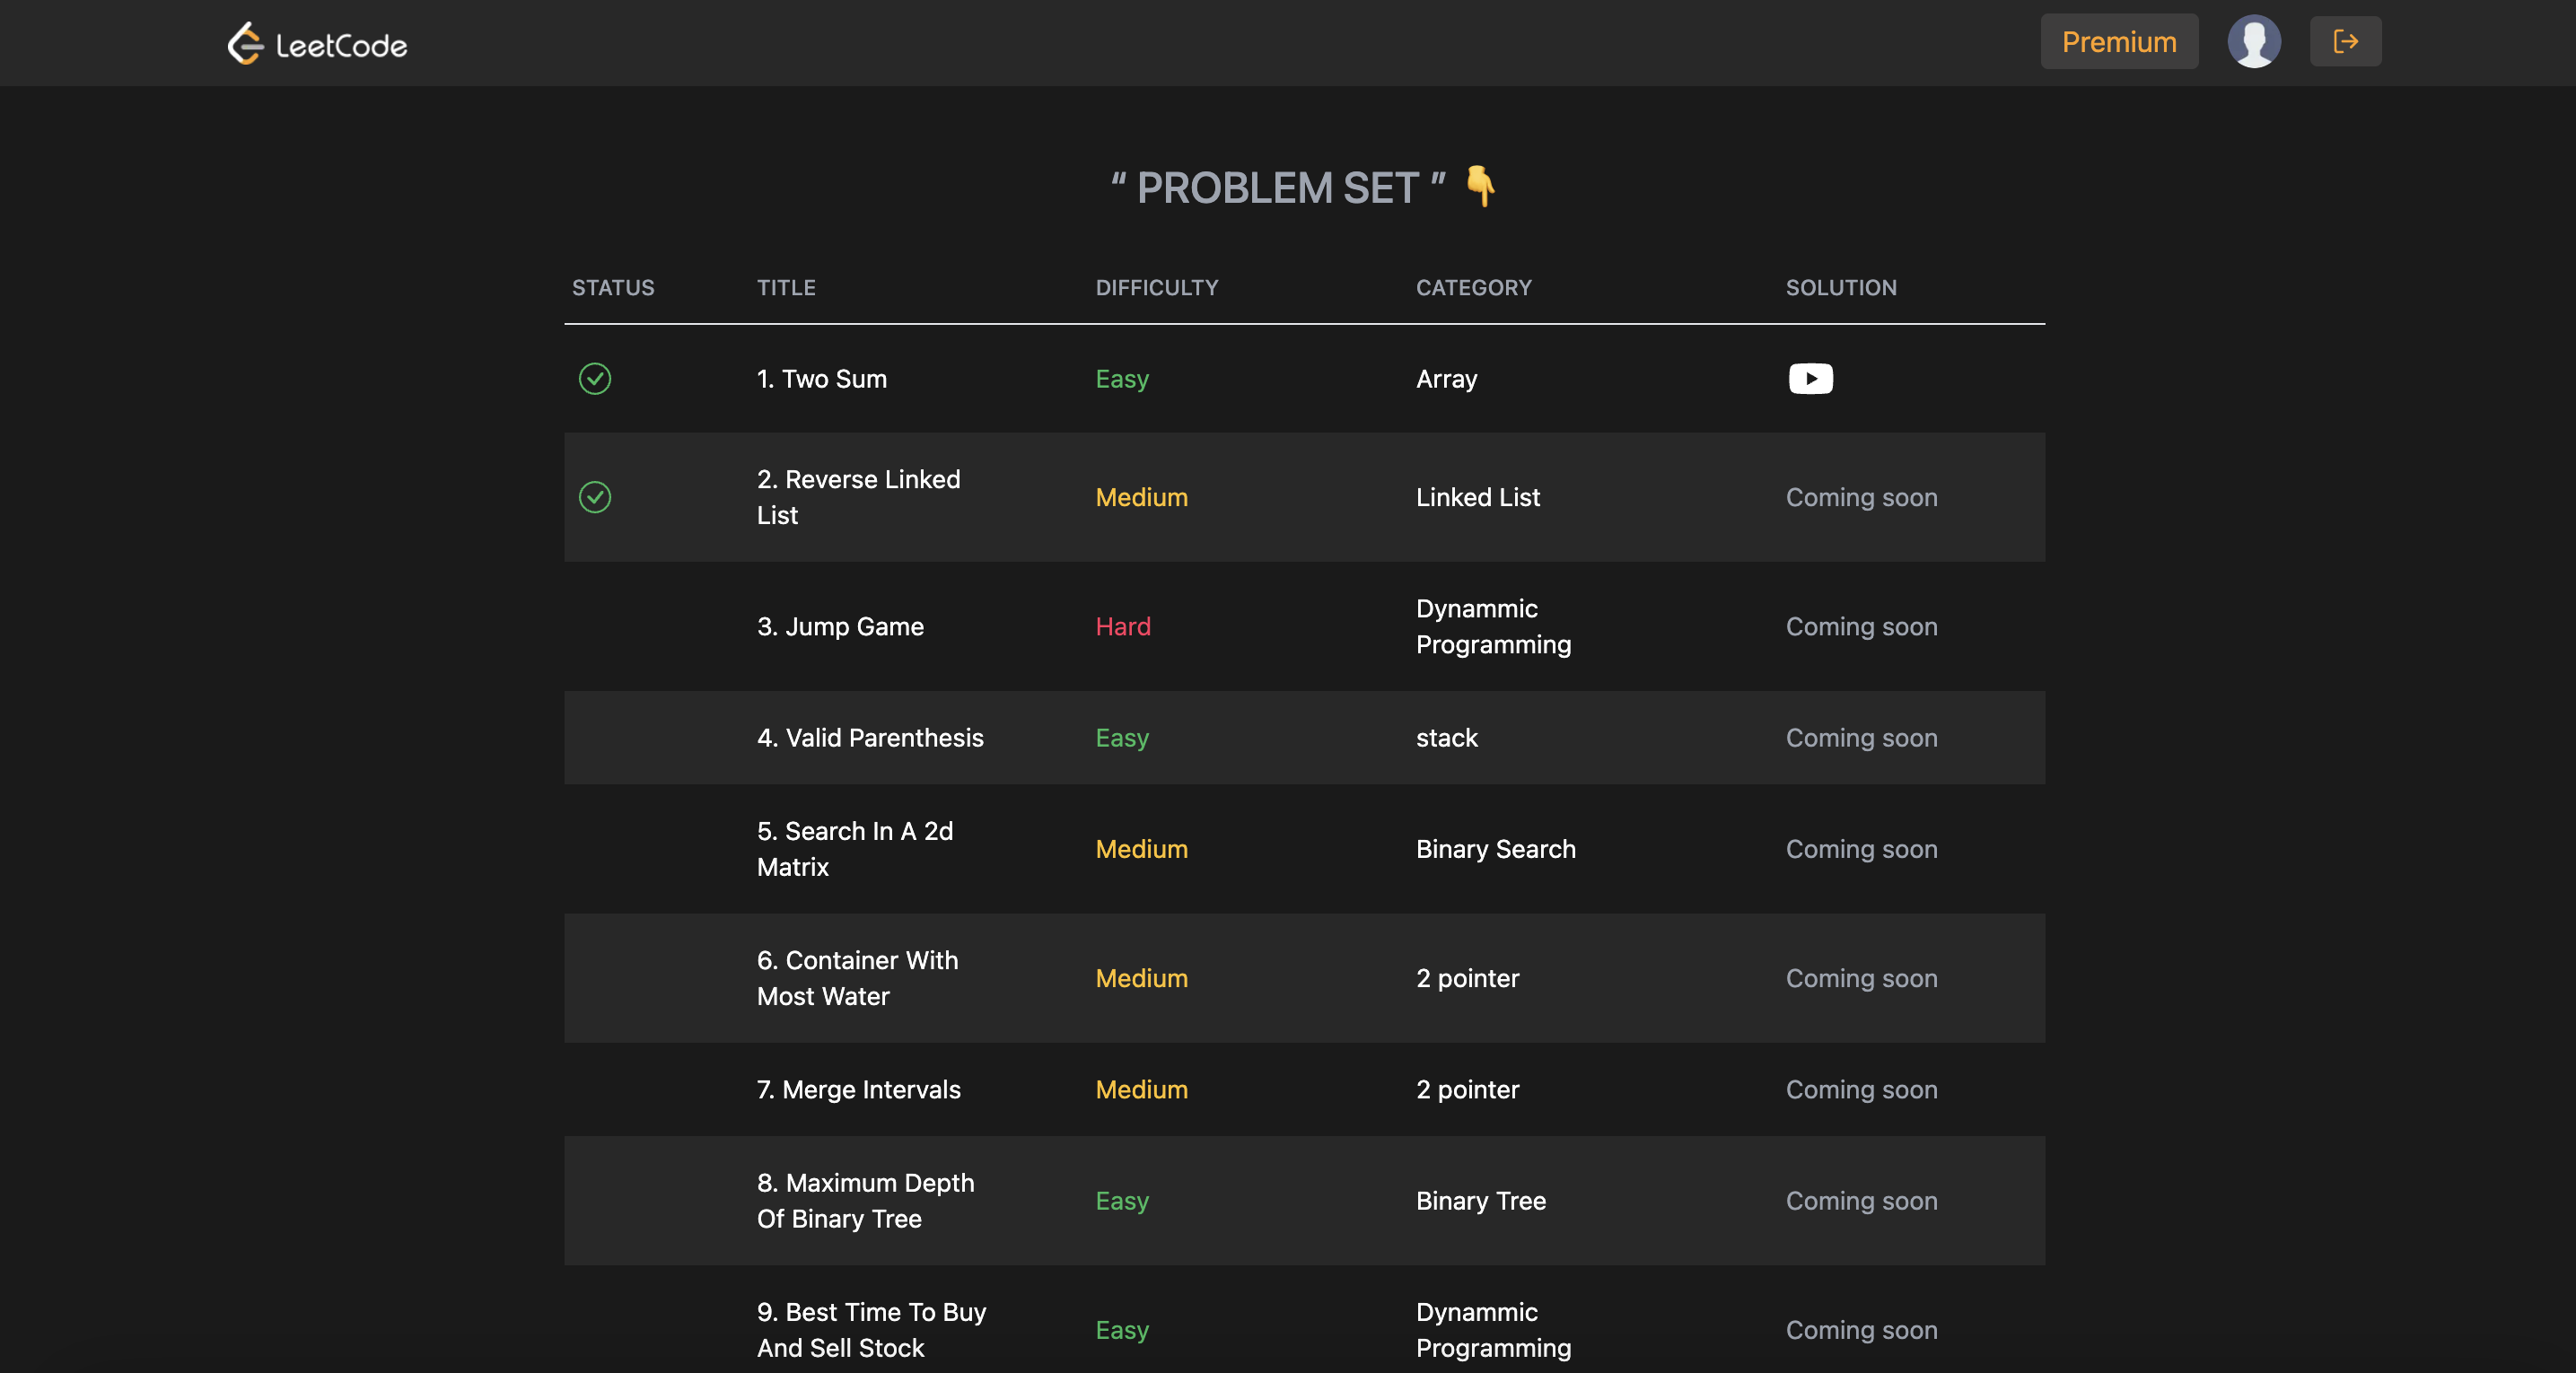 LeetCode
Premium
“ PROBLEM SET ” 👇
STATUS TITLE DIFFICULTY CATEGORY SOLUTION
1. Two Sum Easy Array
2. Reverse Linked
List
Medium Linked List Coming soon
3. Jump Game Hard
Dynammic
Programming
Coming soon
4. Valid Parenthesis Easy stack Coming soon
5. Search In A 2d
Matrix
Medium Binary Search Coming soon
6. Container With
Most Water
Medium 2 pointer Coming soon
7. Merge Intervals Medium 2 pointer Coming soon
8. Maximum Depth
Of Binary Tree
Easy Binary Tree Coming soon
9. Best Time To Buy
And Sell Stock
Easy
Dynammic
Programming
Coming soon